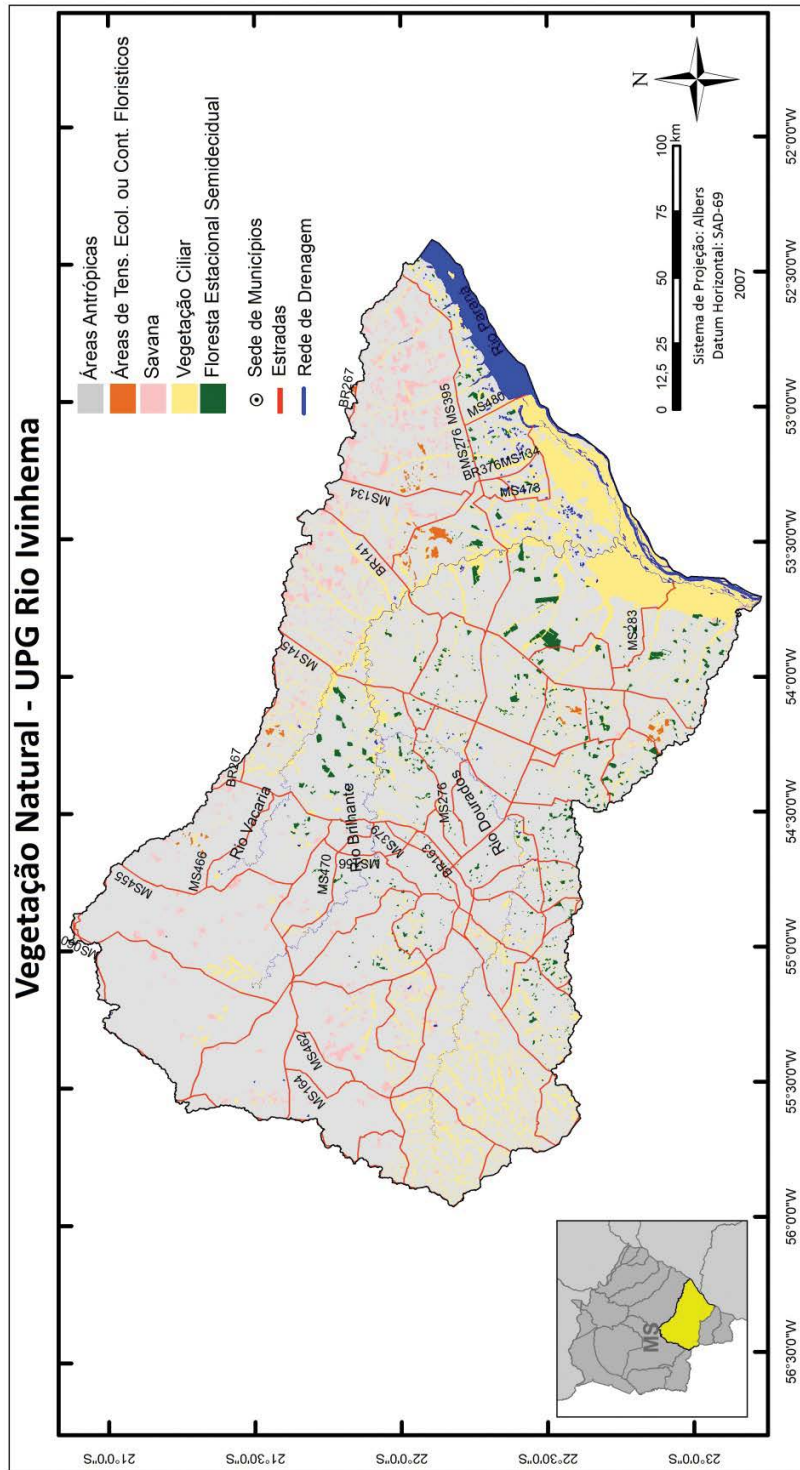 Vegetação Natural - UPG Rio Ivinhema
Áreas Antrópicas
Áreas de Tens. Ecol. ou Cont. Floristicos
Savana
Vegetação Ciliar
Floresta Estacional Semidecidual
Sede de Municípios
Estradas
Rede de Drenagem
MS060
MS455
MS466
BR267
Rio Vacaria
MS145
BR141
MS134
BR267
MS164
MS462
MS470
Rio Brilhante
MS156
MS379
BR163
MS276
Rio Dourados
MS276
MS395
MS480
BR376
MS134
MS473
MS283
Rio Paraná
N
0 12,5 25 50 75 100
km
Sistema de Projeção: Albers
Datum Horizontal: SAD-69
2007
MS
21°0'0"S
21°30'0"S
22°0'0"S
22°30'0"S
23°0'0"S
56°30'0"W
56°0'0"W
55°30'0"W
55°0'0"W
54°30'0"W
54°0'0"W
53°30'0"W
53°0'0"W
52°30'0"W
52°0'0"W